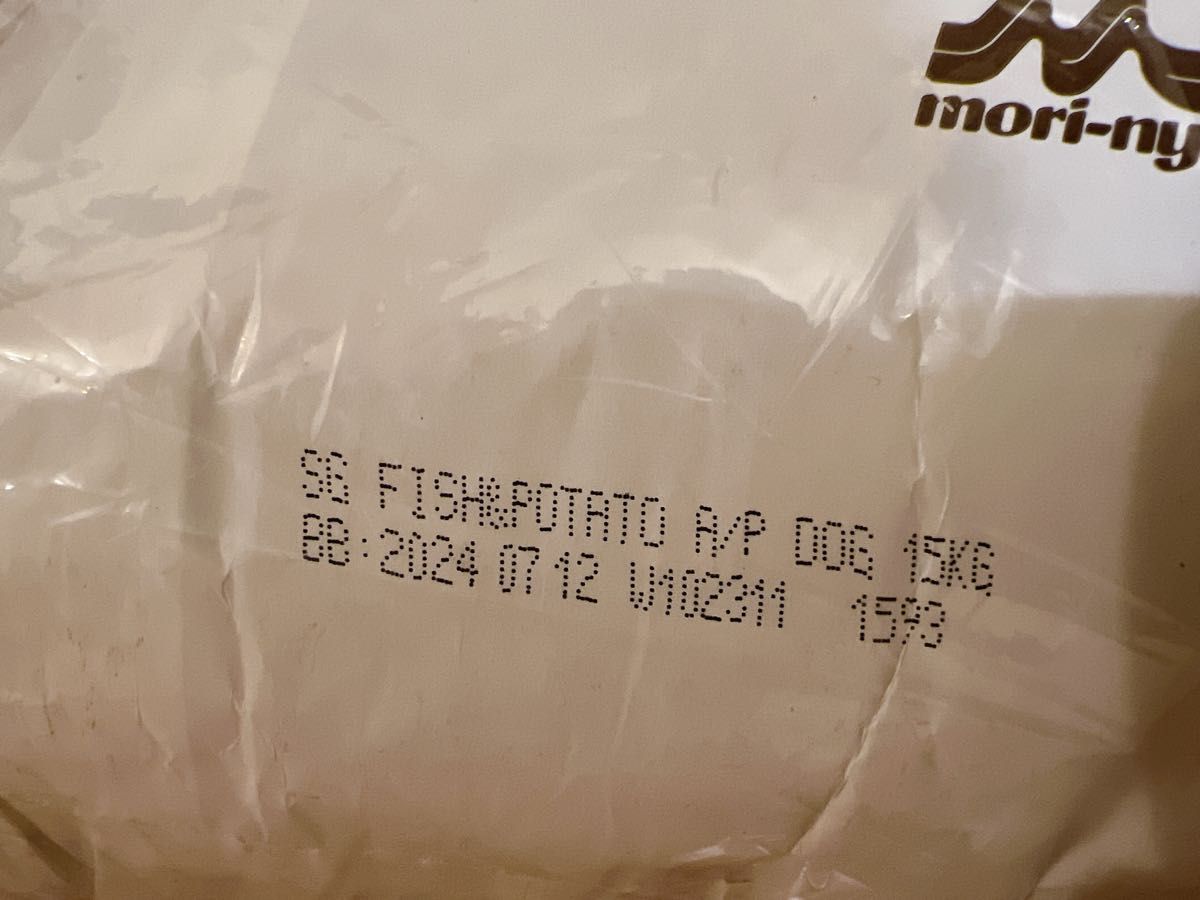 mori-ny
SG FISH&POTATO A/P DOG 15KG
BB:2024 07 12 W102311 1593